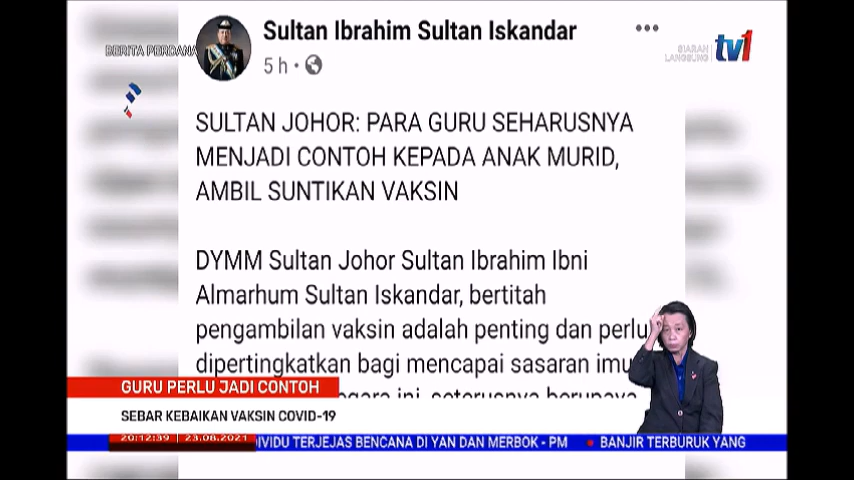 Sultan Ibrahim Sultan Iskandar
BERITA PERDANA
5 h
SIARAN
LANGSUNG
tv1
SULTAN JOHOR: PARA GURU SEHARUSNYA
MENJADI CONTOH KEPADA ANAK MURID,
AMBIL SUNTIKAN VAKSIN
DYMM Sultan Johor Sultan Ibrahim Ibni
Almarhum Sultan Iskandar, bertitah
pengambilan vaksin adalah penting dan perlu
dipertingkatkan bagi mencapai sasaran imu
GURU PERLU JADI CONTOH
SEBAR KEBAIKAN VAKSIN COVID-19
20:12:39 23.08.2021 IVIDU TERJEJAS BENCANA DI YAN DAN MERBOK - PM • BANJIR TERBURUK YANG